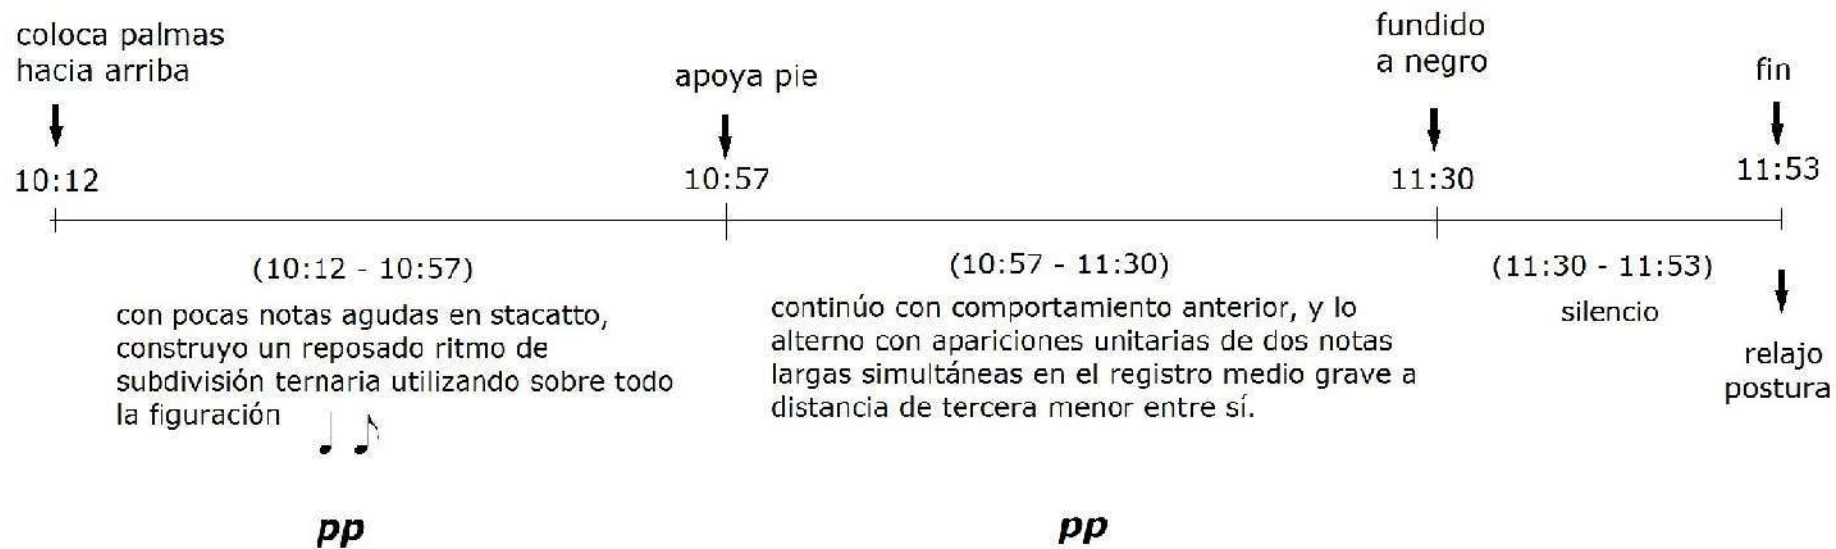 coloca palmas
hacia arriba
apoya pie
fundido
a negro
fin
10:12
10:57
11:30
11:53
(10:12 - 10:57)
con pocas notas agudas en stacatto,
construyo un reposado ritmo de
subdivisión ternaria utilizando sobre todo
la figuración
pp
(10:57 - 11:30)
continúo con comportamiento anterior, y lo
alterno con apariciones unitarias de dos notas
largas simultáneas en el registro medio grave a
distancia de tercera menor entre sí.
pp
(11:30 - 11:53)
silencio
relajo
postura